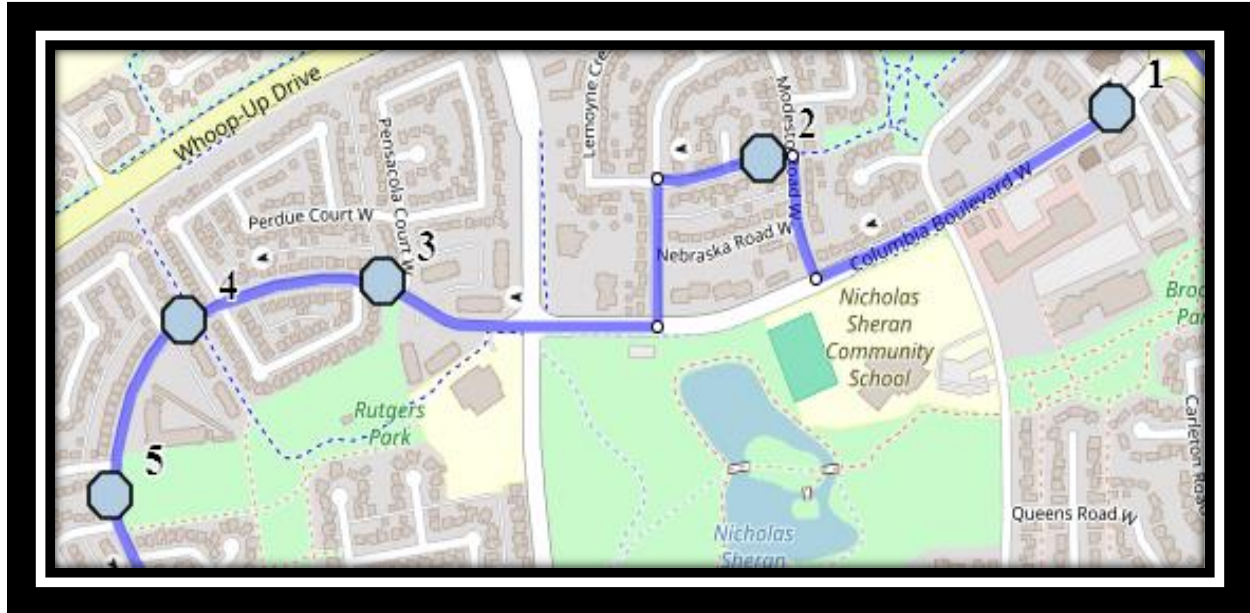 1
Whoop-Up Drive
Pensacola Court W
Lemoyne Cre
Modesto Road W
2
Perdue Court W
3
Nebraska Road W
Columbia Boulevard W
4
Nicholas
Sheran
Community
School
Rutgers
Park
5
Carleton Road
Queens Road W
Nicholas
Sheran